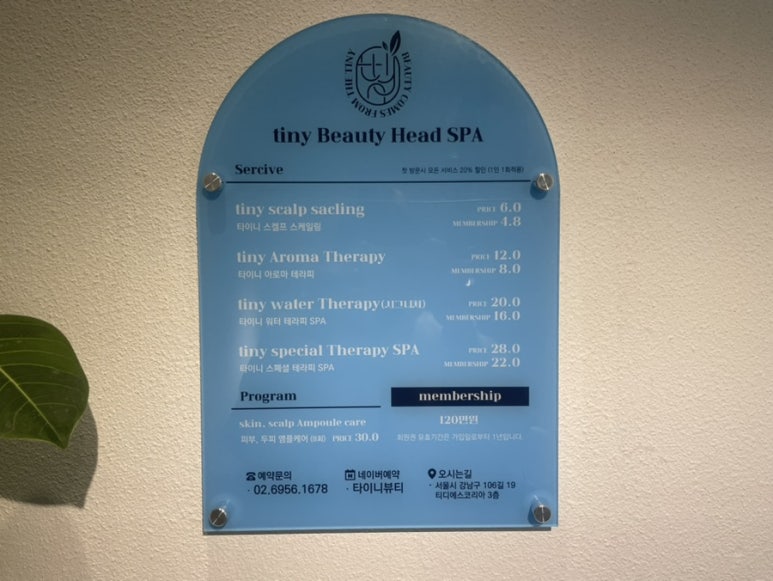 BEAUTY COMES FROM THE TINY
tiny
tiny Beauty Head SPA
Sercive
첫 방문시 모든 서비스 20% 할인 (1인 1회적용)
tiny scalp sacling PRICE 6.0
타이니 스켈프 스케일링 MEMBERSHIP 4.8
tiny Aroma Therapy PRICE 12.0
타이니 아로마 테라피 MEMBERSHIP 8.0
tiny water Therapy(시그니처) PRICE 20.0
타이니 워터 테라피 SPA MEMBERSHIP 16.0
tiny special Therapy SPA PRICE 28.0
타이니 스페셜 테라피 SPA MEMBERSHIP 22.0
Program
skin, scalp Ampoule care
피부, 두피 앰플케어 (8회) PRICE 30.0
membership
120만원
회원권 유효기간은 가입일로부터 1년입니다.
예약문의
· 02.6956.1678
네이버예약
· 타이니뷰티
오시는길
· 서울시 강남구 106길 19
티디에스코리아 3층